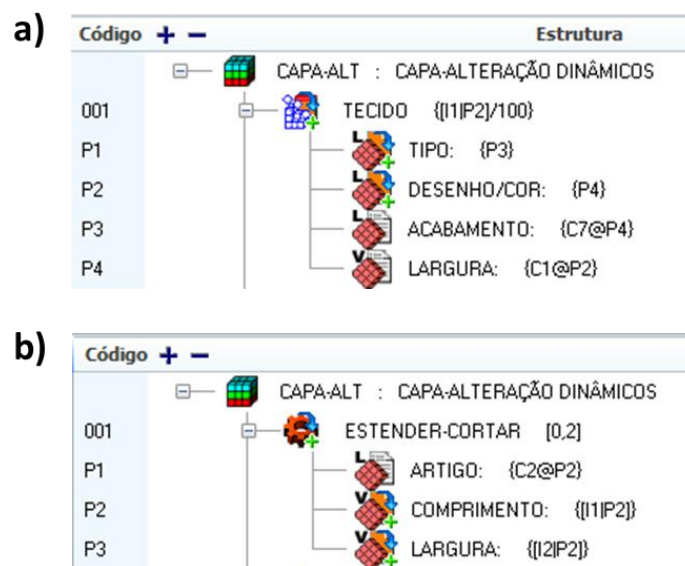 a)
Código + − Estrutura
CAPA-ALT : CAPA-ALTERAÇÃO DINÂMICOS
001 TECIDO {[I1|P2]/100}
P1 L TIPO: {P3}
P2 L DESENHO/COR: {P4}
P3 L ACABAMENTO: {C7@P4}
P4 V LARGURA: {C1@P2}
b)
Código + −
CAPA-ALT : CAPA-ALTERAÇÃO DINÂMICOS
001 ESTENDER-CORTAR [0,2]
P1 L ARTIGO: {C2@P2}
P2 V COMPRIMENTO: {[I1|P2]}
P3 V LARGURA: {[I2|P2]}